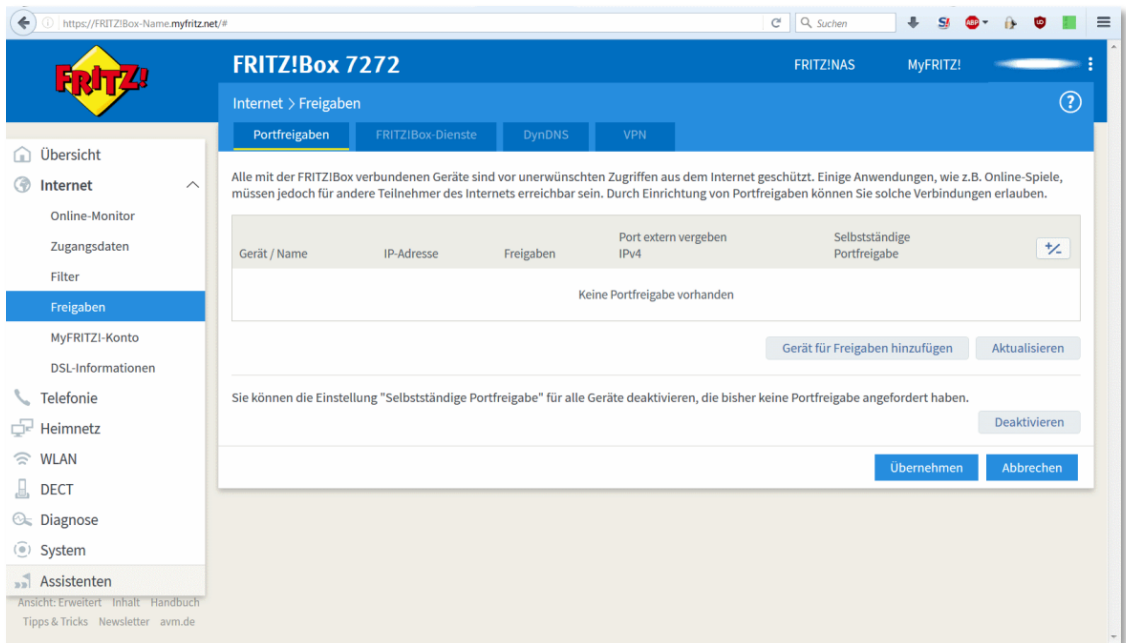 https://FRITZ!Box-Name.myfritz.net/#
Suchen
S!
ABP
FRITZ!
FRITZ!Box 7272
FRITZ!NAS
MyFRITZ!
Internet > Freigaben
?
Portfreigaben
FRITZ!Box-Dienste
DynDNS
VPN
Übersicht
Internet
Online-Monitor
Zugangsdaten
Filter
Freigaben
MyFRITZ!-Konto
DSL-Informationen
Telefonie
Heimnetz
WLAN
DECT
Diagnose
System
Assistenten
Ansicht: Erweitert Inhalt Handbuch
Tipps & Tricks Newsletter avm.de
Alle mit der FRITZ!Box verbundenen Geräte sind vor unerwünschten Zugriffen aus dem Internet geschützt. Einige Anwendungen, wie z.B. Online-Spiele,
müssen jedoch für andere Teilnehmer des Internets erreichbar sein. Durch Einrichtung von Portfreigaben können Sie solche Verbindungen erlauben.
Gerät / Name
IP-Adresse
Freigaben
Port extern vergeben
IPv4
Selbstständige
Portfreigabe
Keine Portfreigabe vorhanden
Gerät für Freigaben hinzufügen
Aktualisieren
Sie können die Einstellung "Selbstständige Portfreigabe" für alle Geräte deaktivieren, die bisher keine Portfreigabe angefordert haben.
Deaktivieren
Übernehmen
Abbrechen